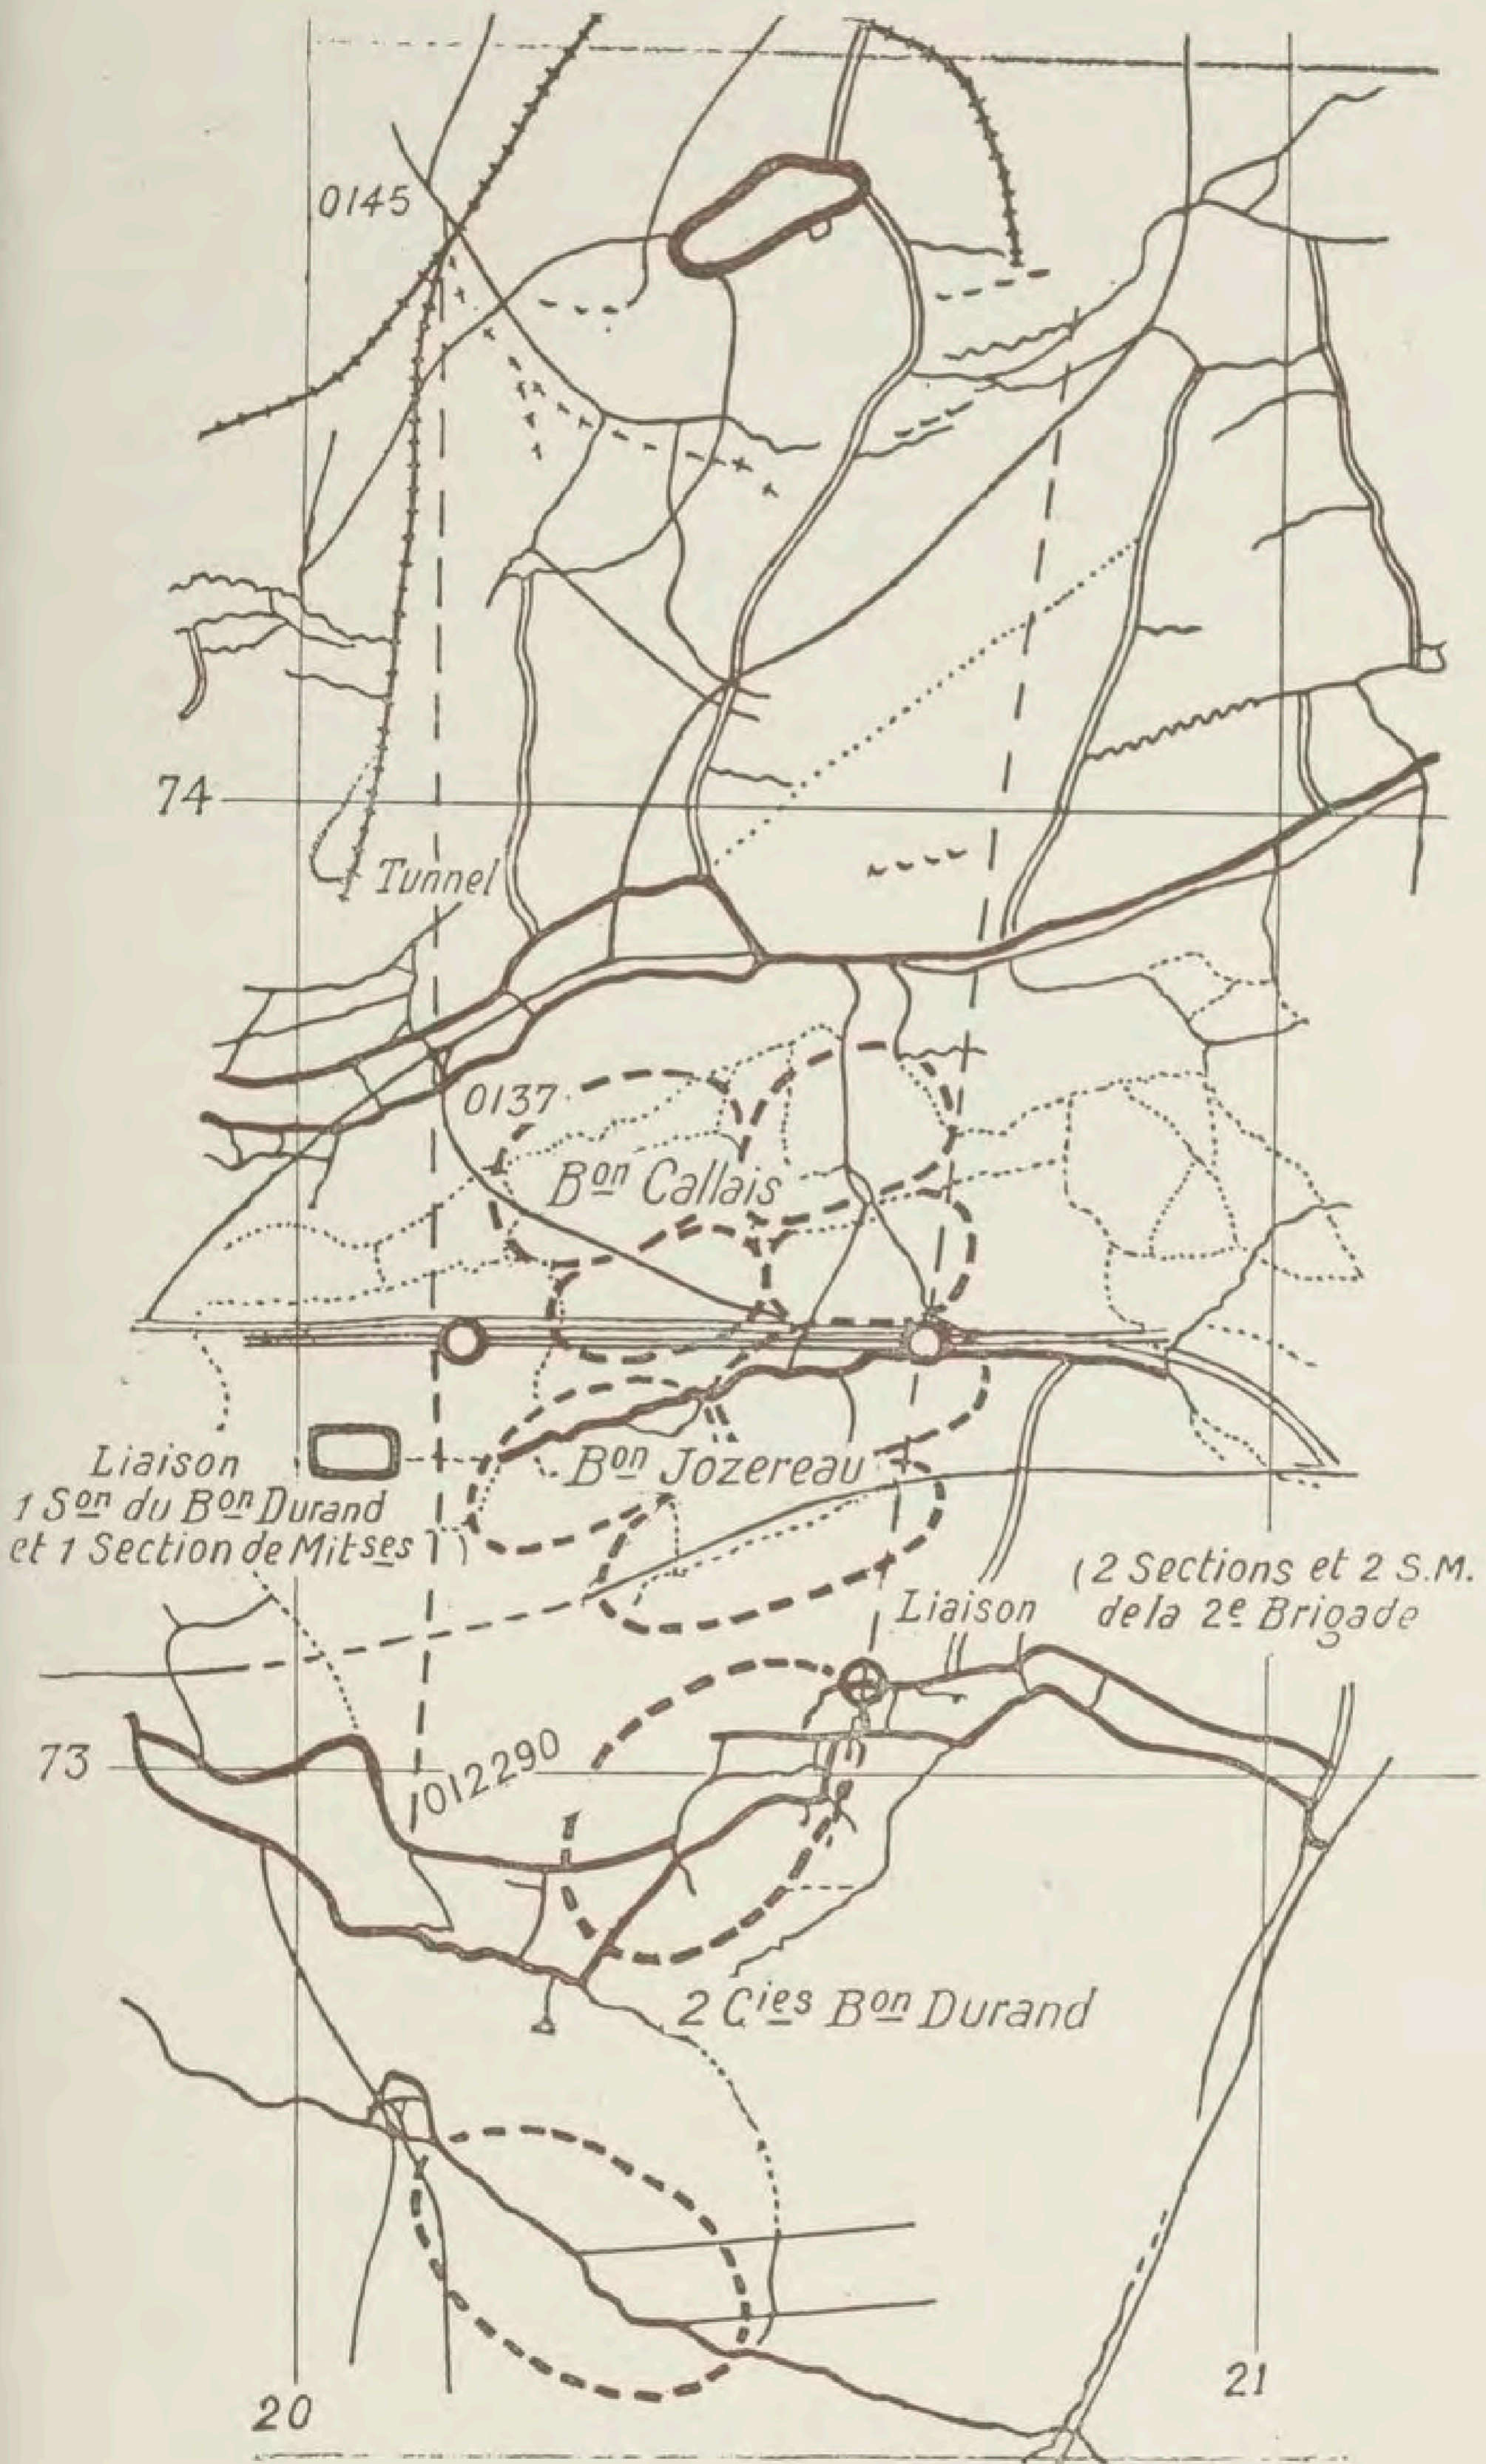 0145
74
Tunnel
0137
Bon Callais
Liaison
1 Son du Bon Durand
et 1 Section de Mitses
Bon Jozereau
Liaison
(2 Sections et 2 S.M.
de la 2e Brigade
73
012290
2 Cies Bon Durand
20
21